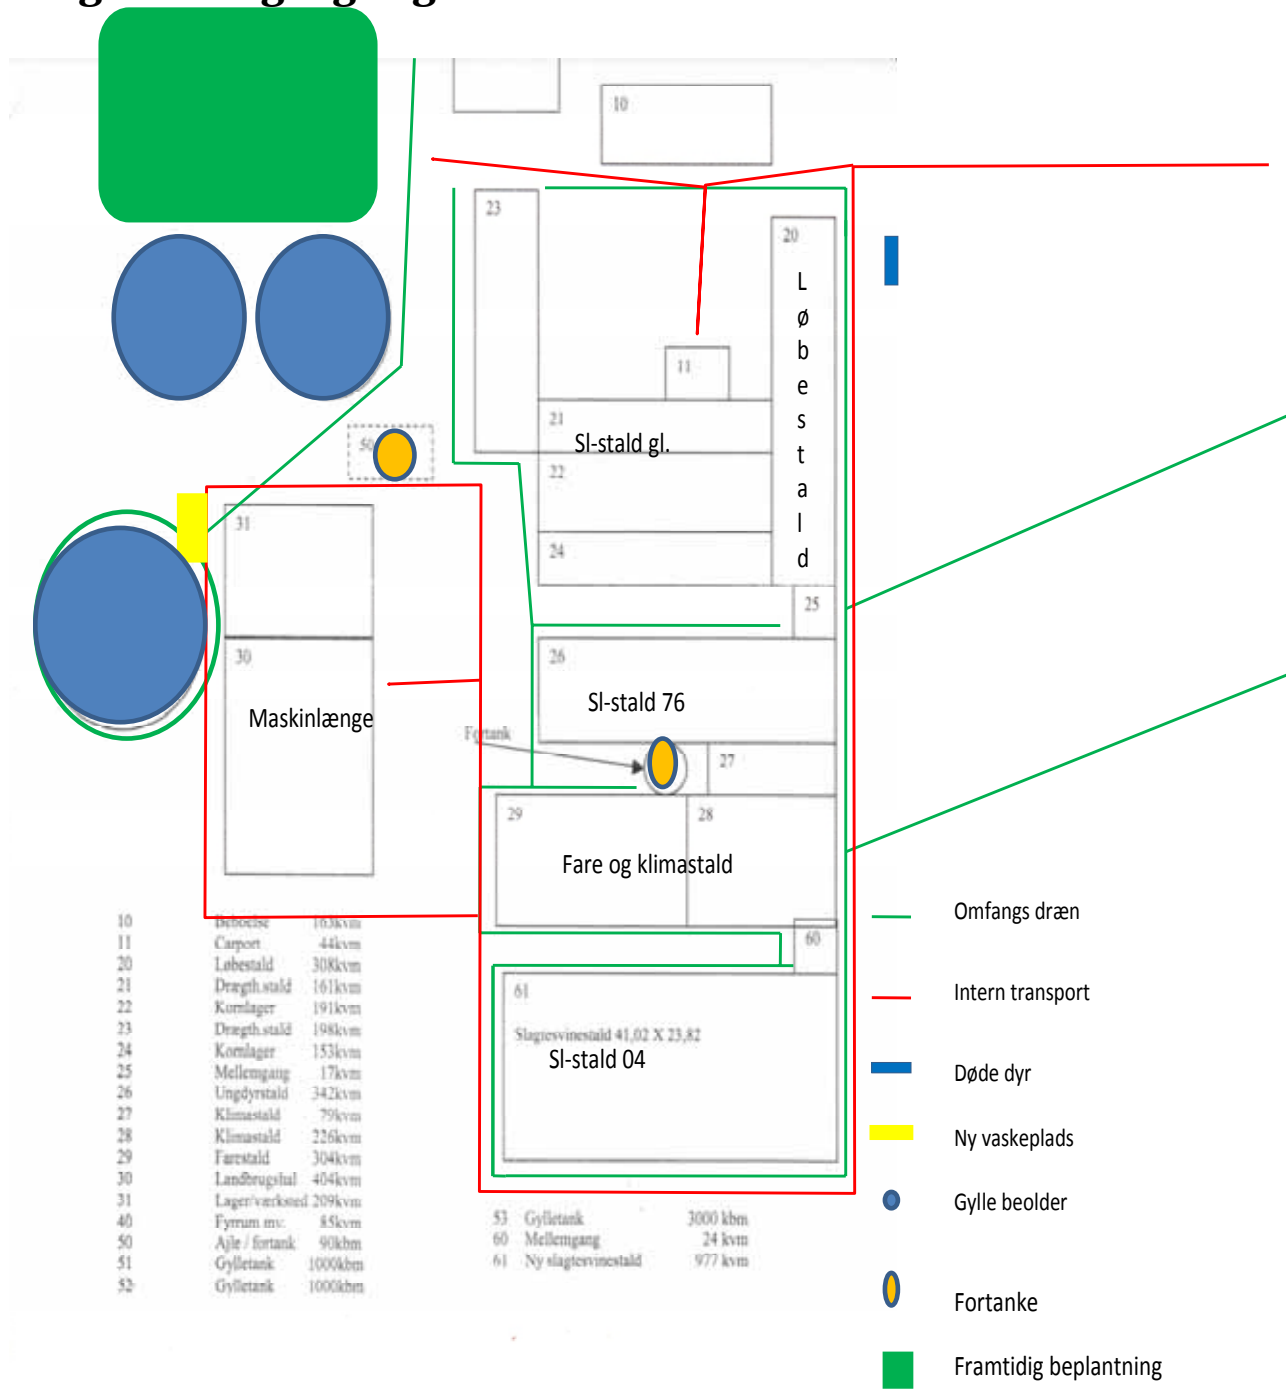 10
23
20
Løbestald
11
21
Sl-stald gl.
22
50
24
31
25
30
26
Sl-stald 76
Maskinlænge
Fortank
27
29
28
Fare og klimastald
60
61
Slagtesvinestald 41,02 X 23,82
Sl-stald 04
10 Beboelse 163kvm
11 Carport 44kvm
20 Løbestald 308kvm
21 Drægth.stald 161kvm
22 Kornlager 191kvm
23 Drægth.stald 198kvm
24 Kornlager 153kvm
25 Mellemgang 17kvm
26 Ungdyrstald 342kvm
27 Klimastald 79kvm
28 Klimastald 226kvm
29 Farestald 304kvm
30 Landbrugshal 404kvm
31 Lager/værksted 209kvm
40 Fyrrum mv. 85kvm
50 Ajle / fortank 90kbm
51 Gylletank 1000kbm
52 Gylletank 1000kbm
53 Gylletank 3000 kbm
60 Mellemgang 24 kvm
61 Ny slagtesvinestald 977 kvm
Omfangs dræn
Intern transport
Døde dyr
Ny vaskeplads
Gylle beolder
Fortanke
Framtidig beplantning